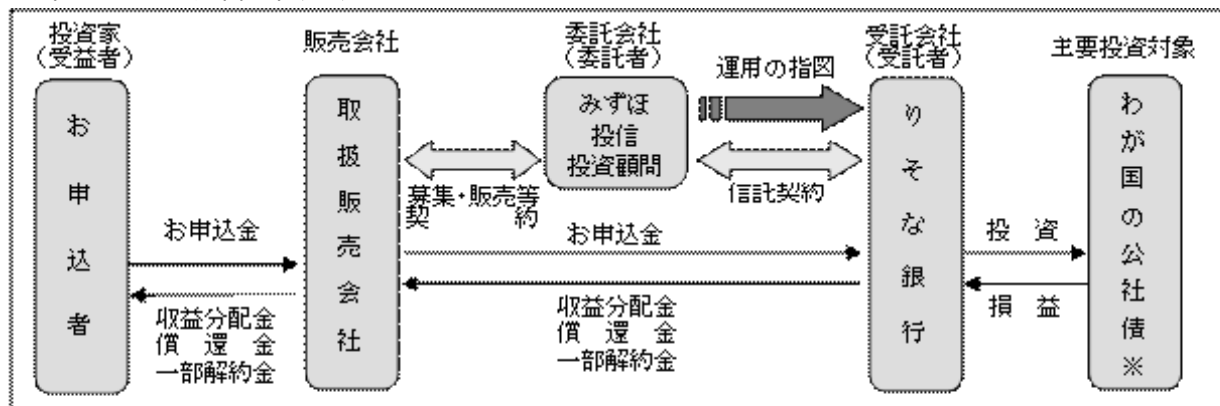 投資家
(受益者)
販売会社
委託会社
(委託者)
受託会社
(受託者)
主要投資対象
お申込者
取扱販売会社
みずほ
投信
投資顧問
りそな銀行
わが国の公社債※
運用の指図
募集・販売等
契約
信託契約
お申込金
お申込金
投資
収益分配金
償還金
一部解約金
収益分配金
償還金
一部解約金
損益